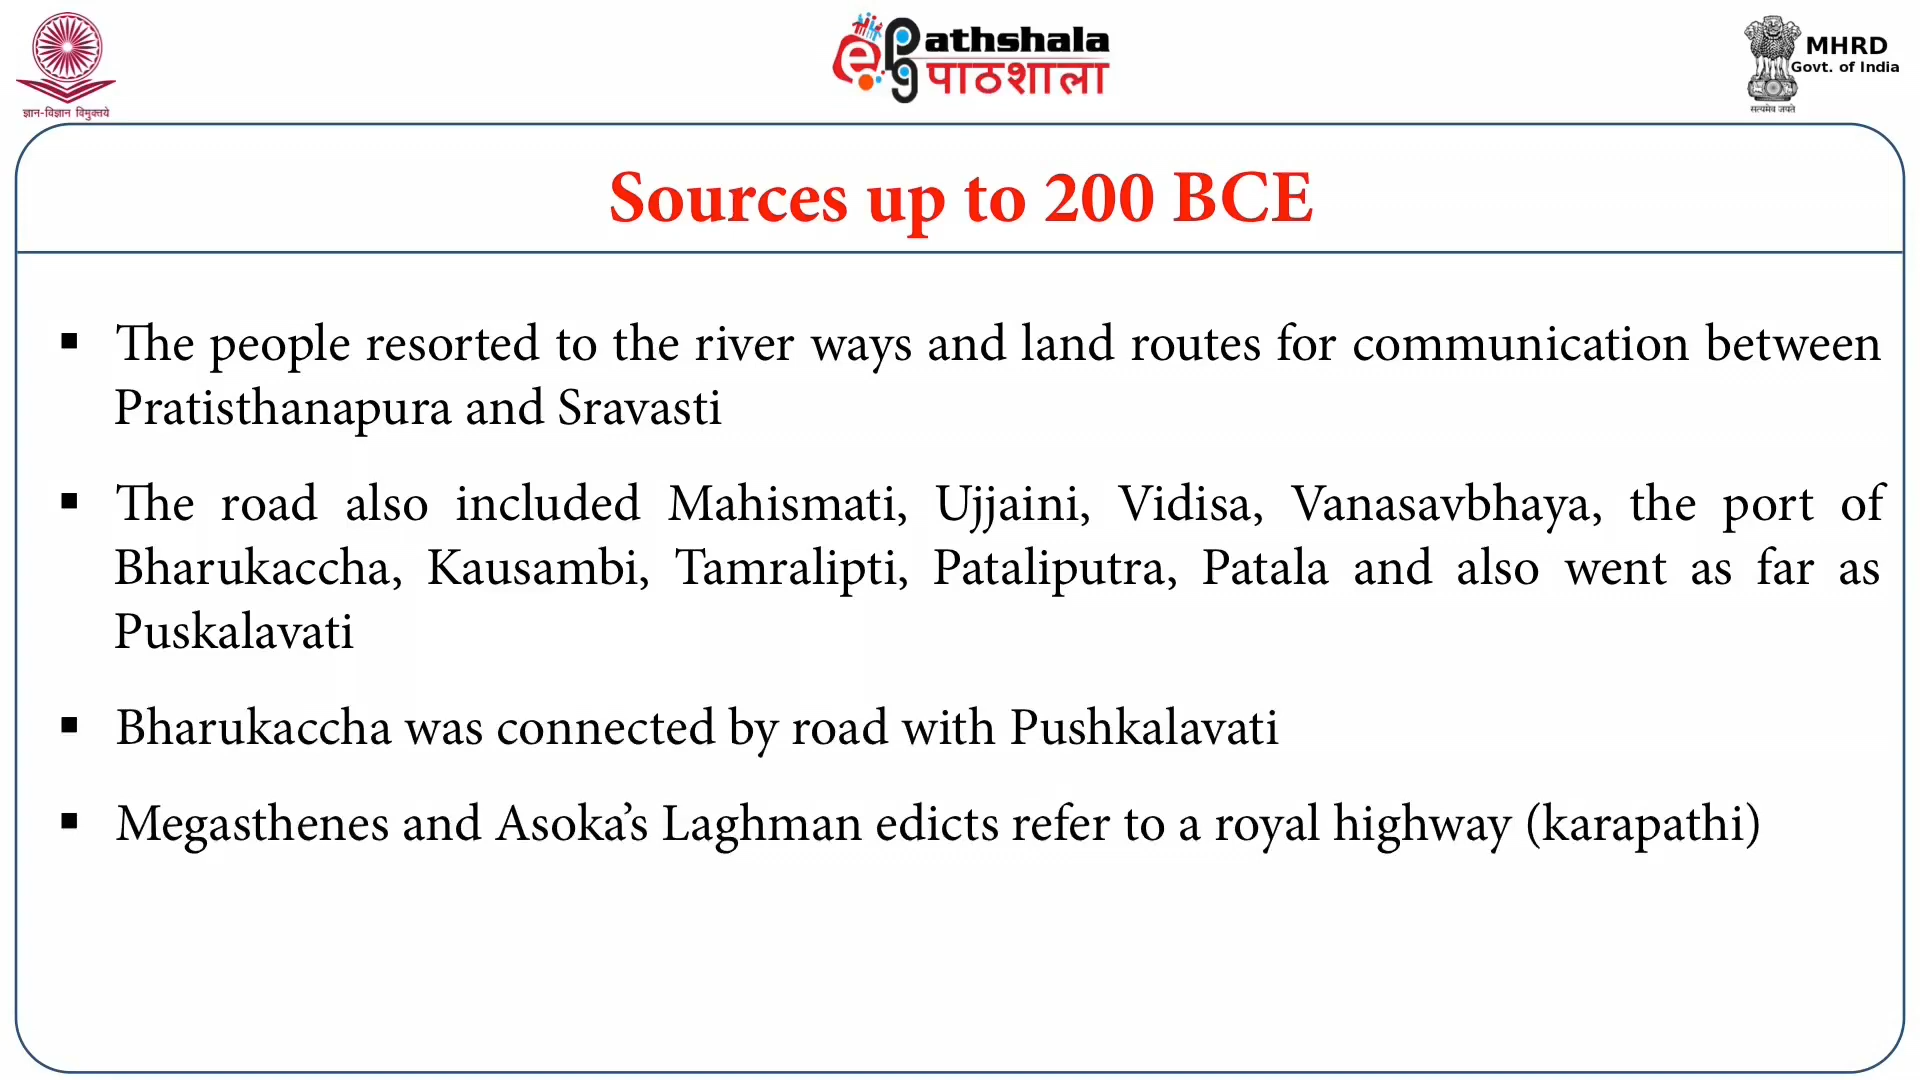 ज्ञान-विज्ञान विमुक्तये
ePG Pathshala
पाठशाला
MHRD
Govt. of India
सत्यमेव जयते
Sources up to 200 BCE
▪ The people resorted to the river ways and land routes for communication between
Pratisthanapura and Sravasti
▪ The road also included Mahismati, Ujjaini, Vidisa, Vanasavbhaya, the port of
Bharukaccha, Kausambi, Tamralipti, Pataliputra, Patala and also went as far as
Puskalavati
▪ Bharukaccha was connected by road with Pushkalavati
▪ Megasthenes and Asoka’s Laghman edicts refer to a royal highway (karapathi)